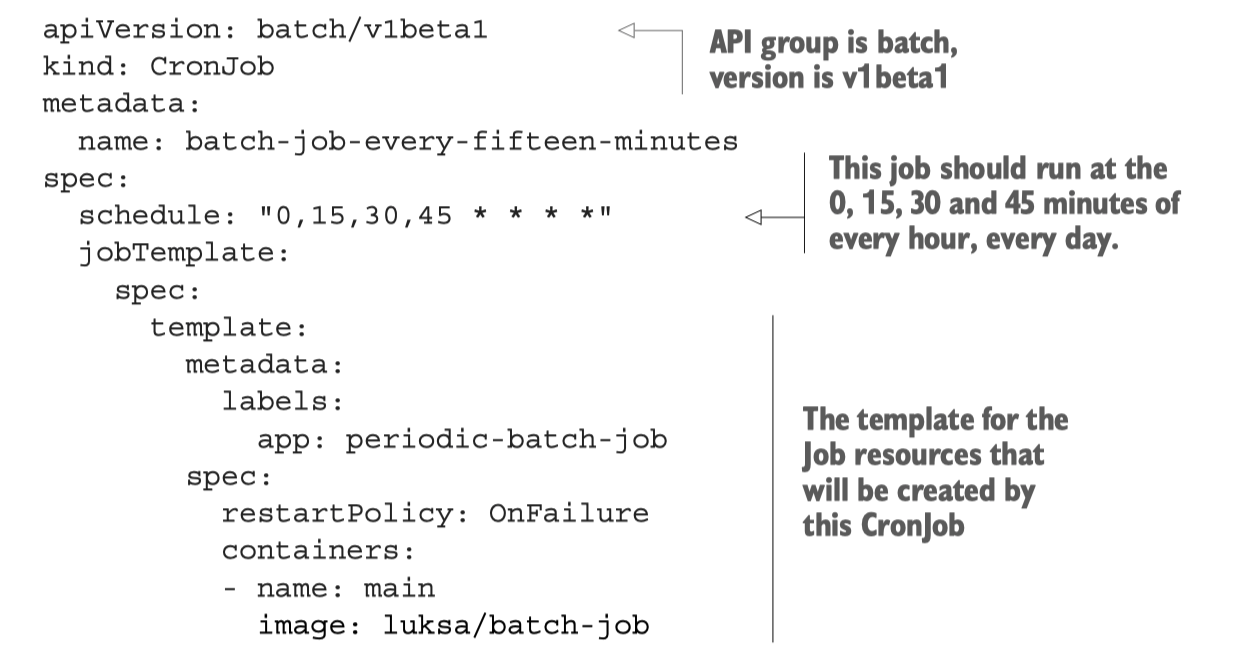 apiVersion: batch/v1beta1
API group is batch,
version is v1beta1
kind: CronJob
metadata:
  name: batch-job-every-fifteen-minutes
spec:
  schedule: "0,15,30,45 * * * *"
This job should run at the
0, 15, 30 and 45 minutes of
every hour, every day.
  jobTemplate:
    spec:
      template:
        metadata:
          labels:
            app: periodic-batch-job
        spec:
          restartPolicy: OnFailure
          containers:
          - name: main
            image: luksa/batch-job
The template for the
Job resources that
will be created by
this CronJob